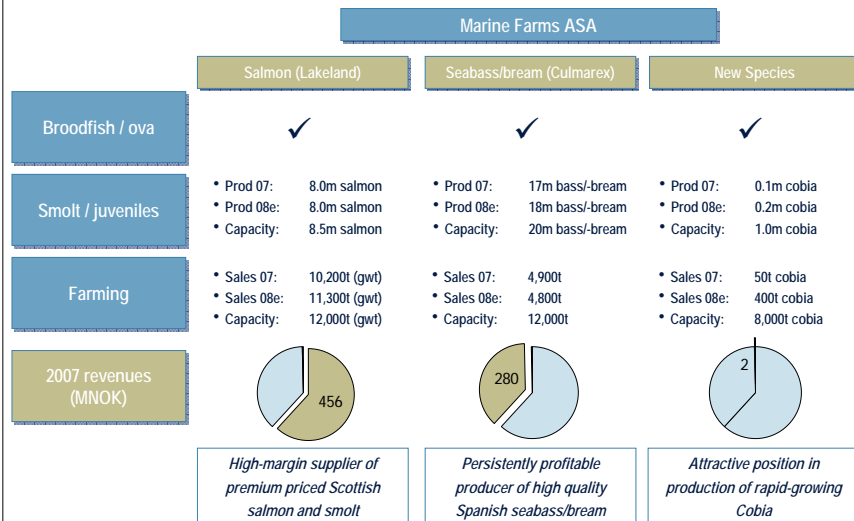 Marine Farms ASA
Salmon (Lakeland)
Seabass/bream (Culmarex)
New Species
Broodfish / ova
✓ ✓ ✓
Smolt / juveniles
• Prod 07: 8.0m salmon
• Prod 08e: 8.0m salmon
• Capacity: 8.5m salmon
• Prod 07: 17m bass/-bream
• Prod 08e: 18m bass/-bream
• Capacity: 20m bass/-bream
• Prod 07: 0.1m cobia
• Prod 08e: 0.2m cobia
• Capacity: 1.0m cobia
Farming
• Sales 07: 10,200t (gwt)
• Sales 08e: 11,300t (gwt)
• Capacity: 12,000t (gwt)
• Sales 07: 4,900t
• Sales 08e: 4,800t
• Capacity: 12,000t
• Sales 07: 50t cobia
• Sales 08e: 400t cobia
• Capacity: 8,000t cobia
2007 revenues
(MNOK)
456
280
2
High-margin supplier of
premium priced Scottish
salmon and smolt
Persistently profitable
producer of high quality
Spanish seabass/bream
Attractive position in
production of rapid-growing
Cobia